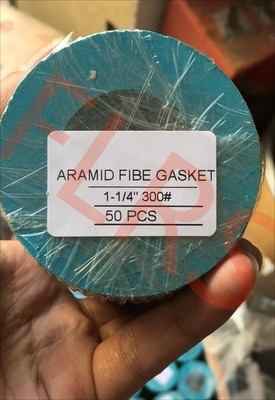 ARAMID FIBE GASKET
1-1/4" 300#
50 PCS